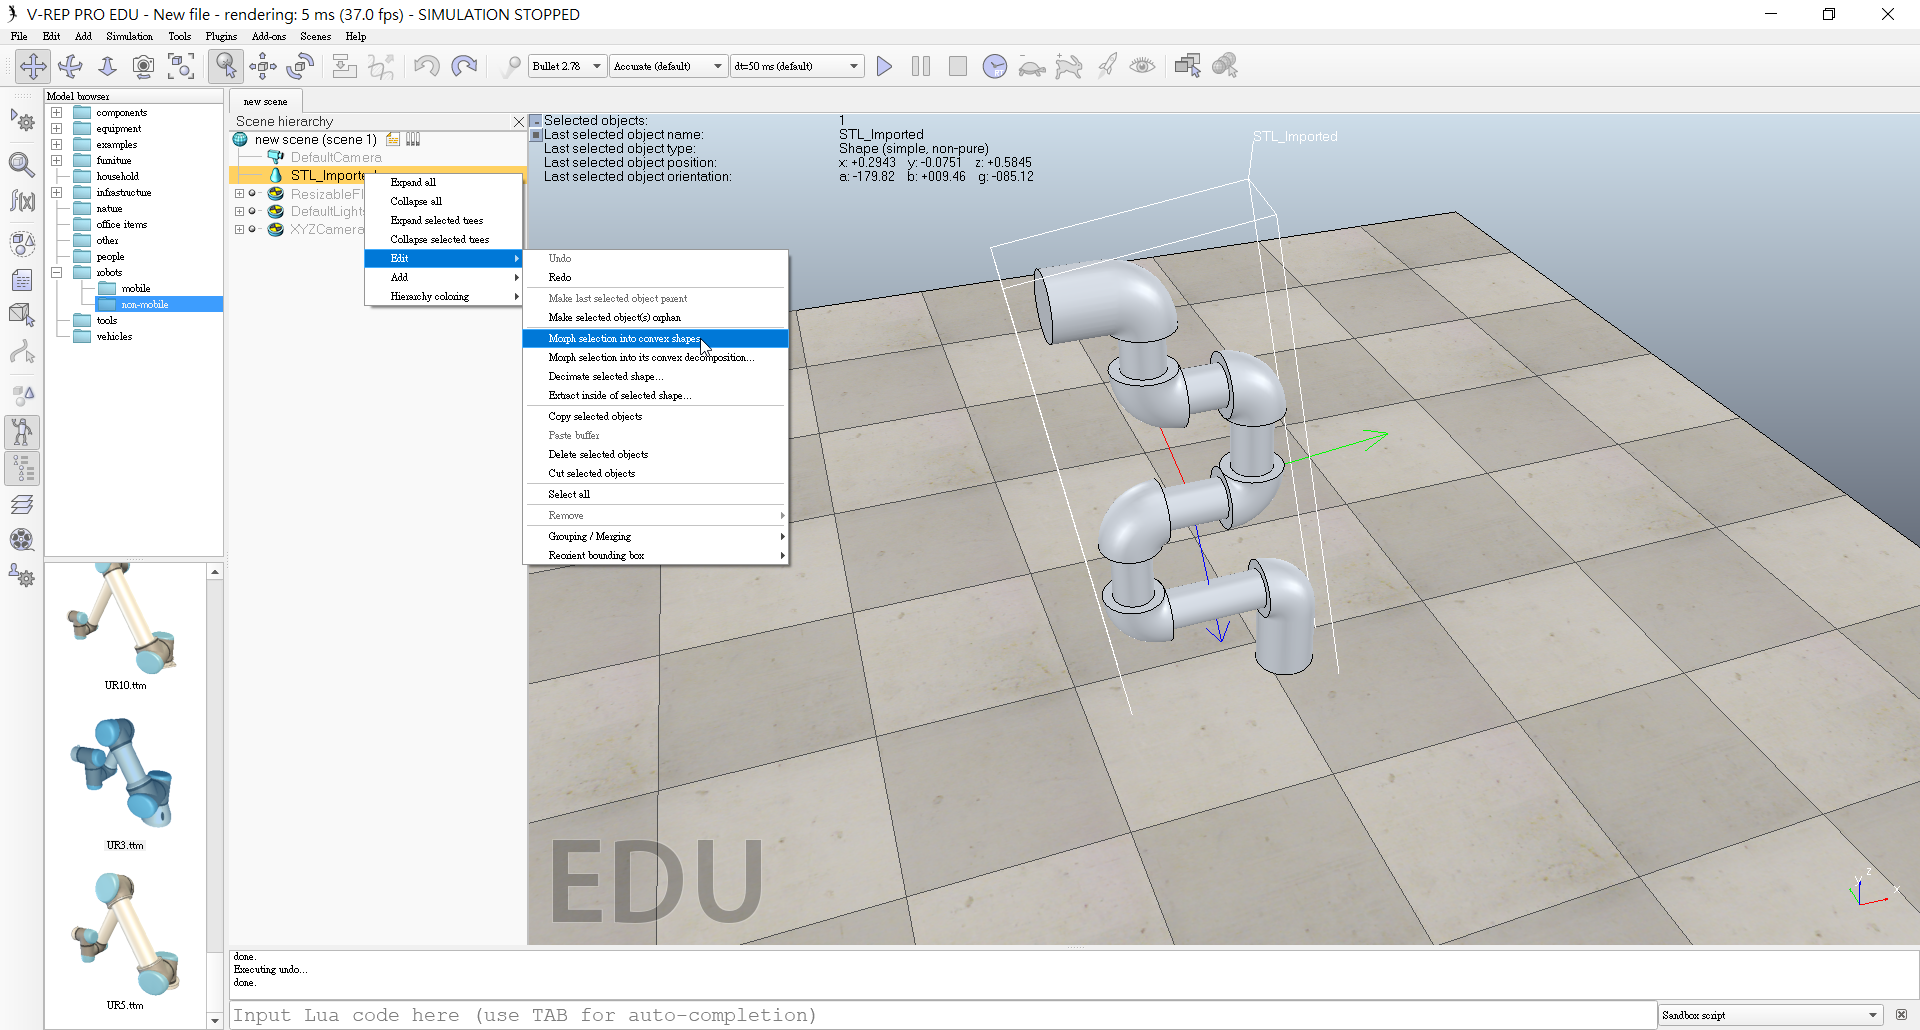 V-REP PRO EDU - New file - rendering: 5 ms (37.0 fps) - SIMULATION STOPPED
File Edit Add Simulation Tools Plugins Add-ons Scenes Help
Bullet 2.78 Accurate (default) dt=50 ms (default)
Model browser
components
equipment
examples
furniture
household
infrastructure
nature
office items
other
people
robots
mobile
non-mobile
tools
vehicles
UR10.ttm
UR3.ttm
UR5.ttm
new scene
Scene hierarchy
new scene (scene 1)
DefaultCamera
STL_Imported
ResizableFl
DefaultLights
XYZCamera
Expand all
Collapse all
Expand selected trees
Collapse selected trees
Edit
Add
Hierarchy coloring
Undo
Redo
Make last selected object parent
Make selected object(s) orphan
Morph selection into convex shapes
Morph selection into its convex decomposition...
Decimate selected shape...
Extract inside of selected shape...
Copy selected objects
Paste buffer
Delete selected objects
Cut selected objects
Select all
Remove
Grouping / Merging
Reorient bounding box
Selected objects: 1
Last selected object name: STL_Imported
Last selected object type: Shape (simple, non-pure)
Last selected object position: x: +0.2943 y: -0.0751 z: +0.5845
Last selected object orientation: a: -179.82 b: +009.46 g: -085.12
STL_Imported
EDU
z
y
x
done.
Executing undo...
done.
Input Lua code here (use TAB for auto-completion)
Sandbox script